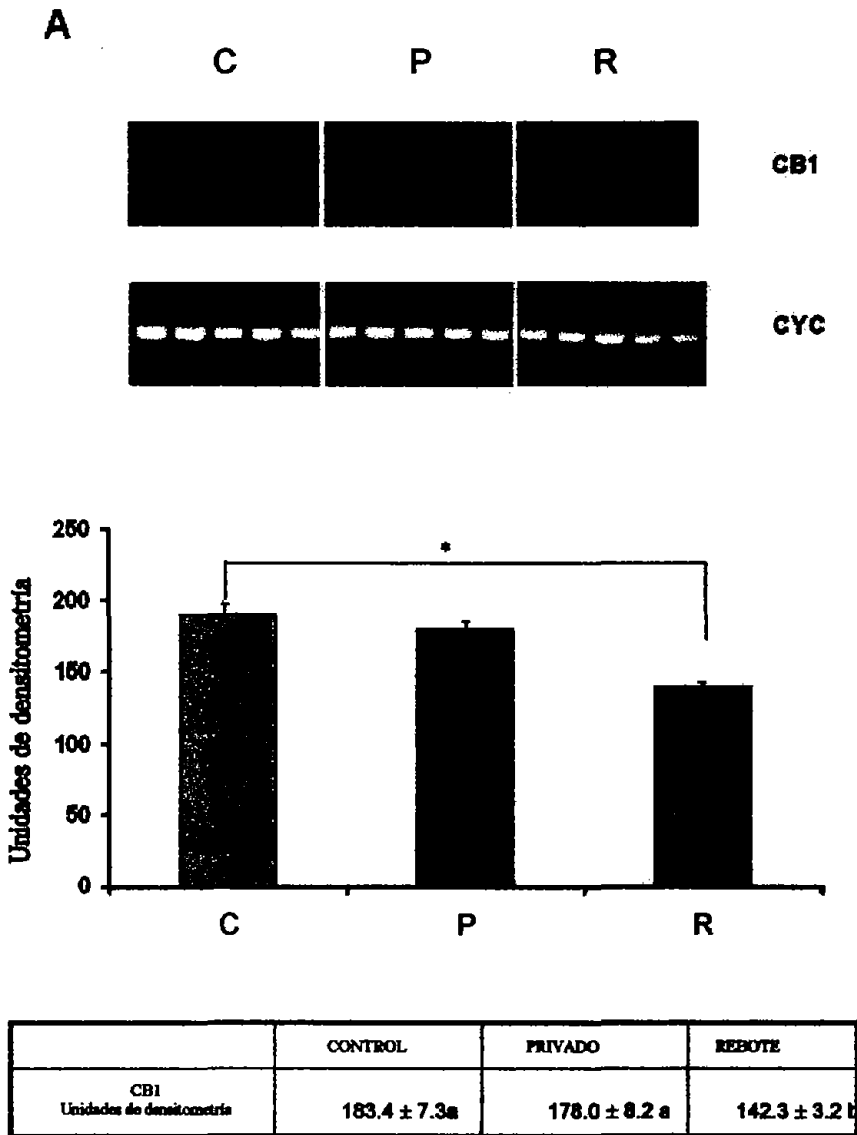 A
C P R
CB1
CYC
250
200
150
100
50
0
Unidades de densitometría
*
C P R
CONTROL PRIVADO REBOTE
CB1
Unidades de densitometría
183.4 ± 7.3a 178.0 ± 8.2 a 142.3 ± 3.2 b